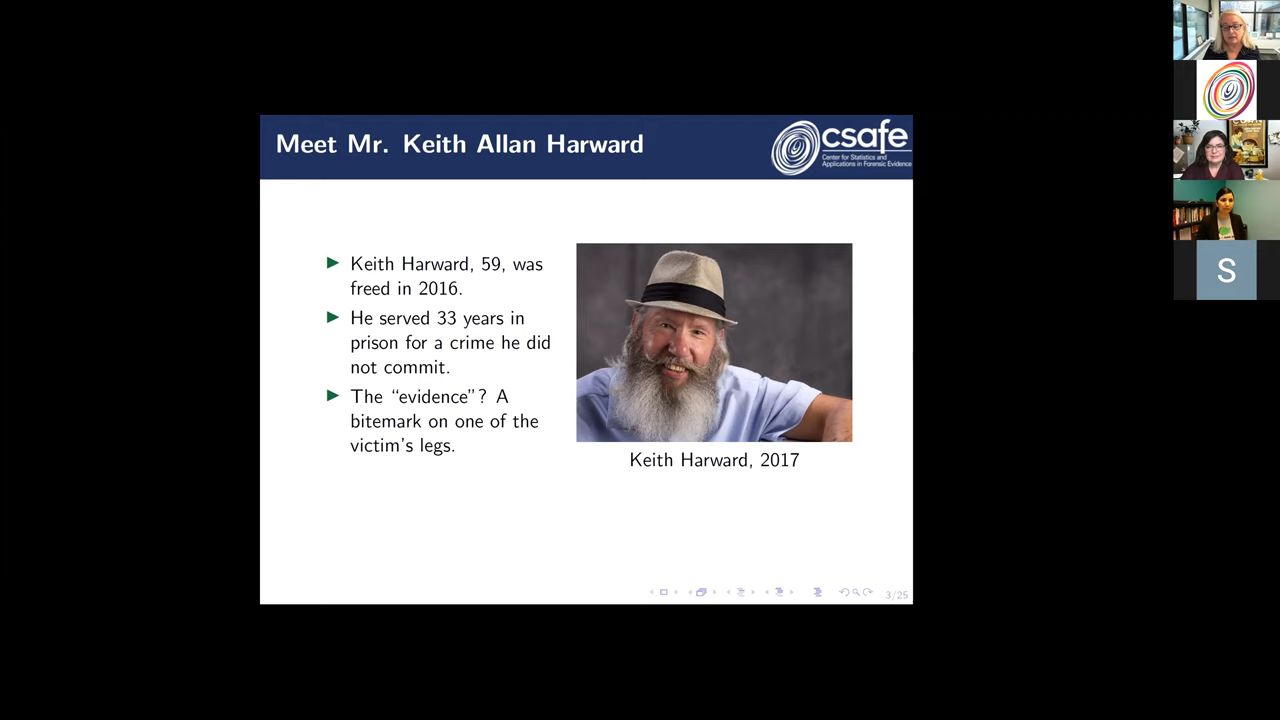 Meet Mr. Keith Allan Harward
csafe
Center for Statistics and
Applications in Forensic Evidence
▶ Keith Harward, 59, was
freed in 2016.
▶ He served 33 years in
prison for a crime he did
not commit.
▶ The “evidence”? A
bitemark on one of the
victim's legs.
Keith Harward, 2017
3/25
S